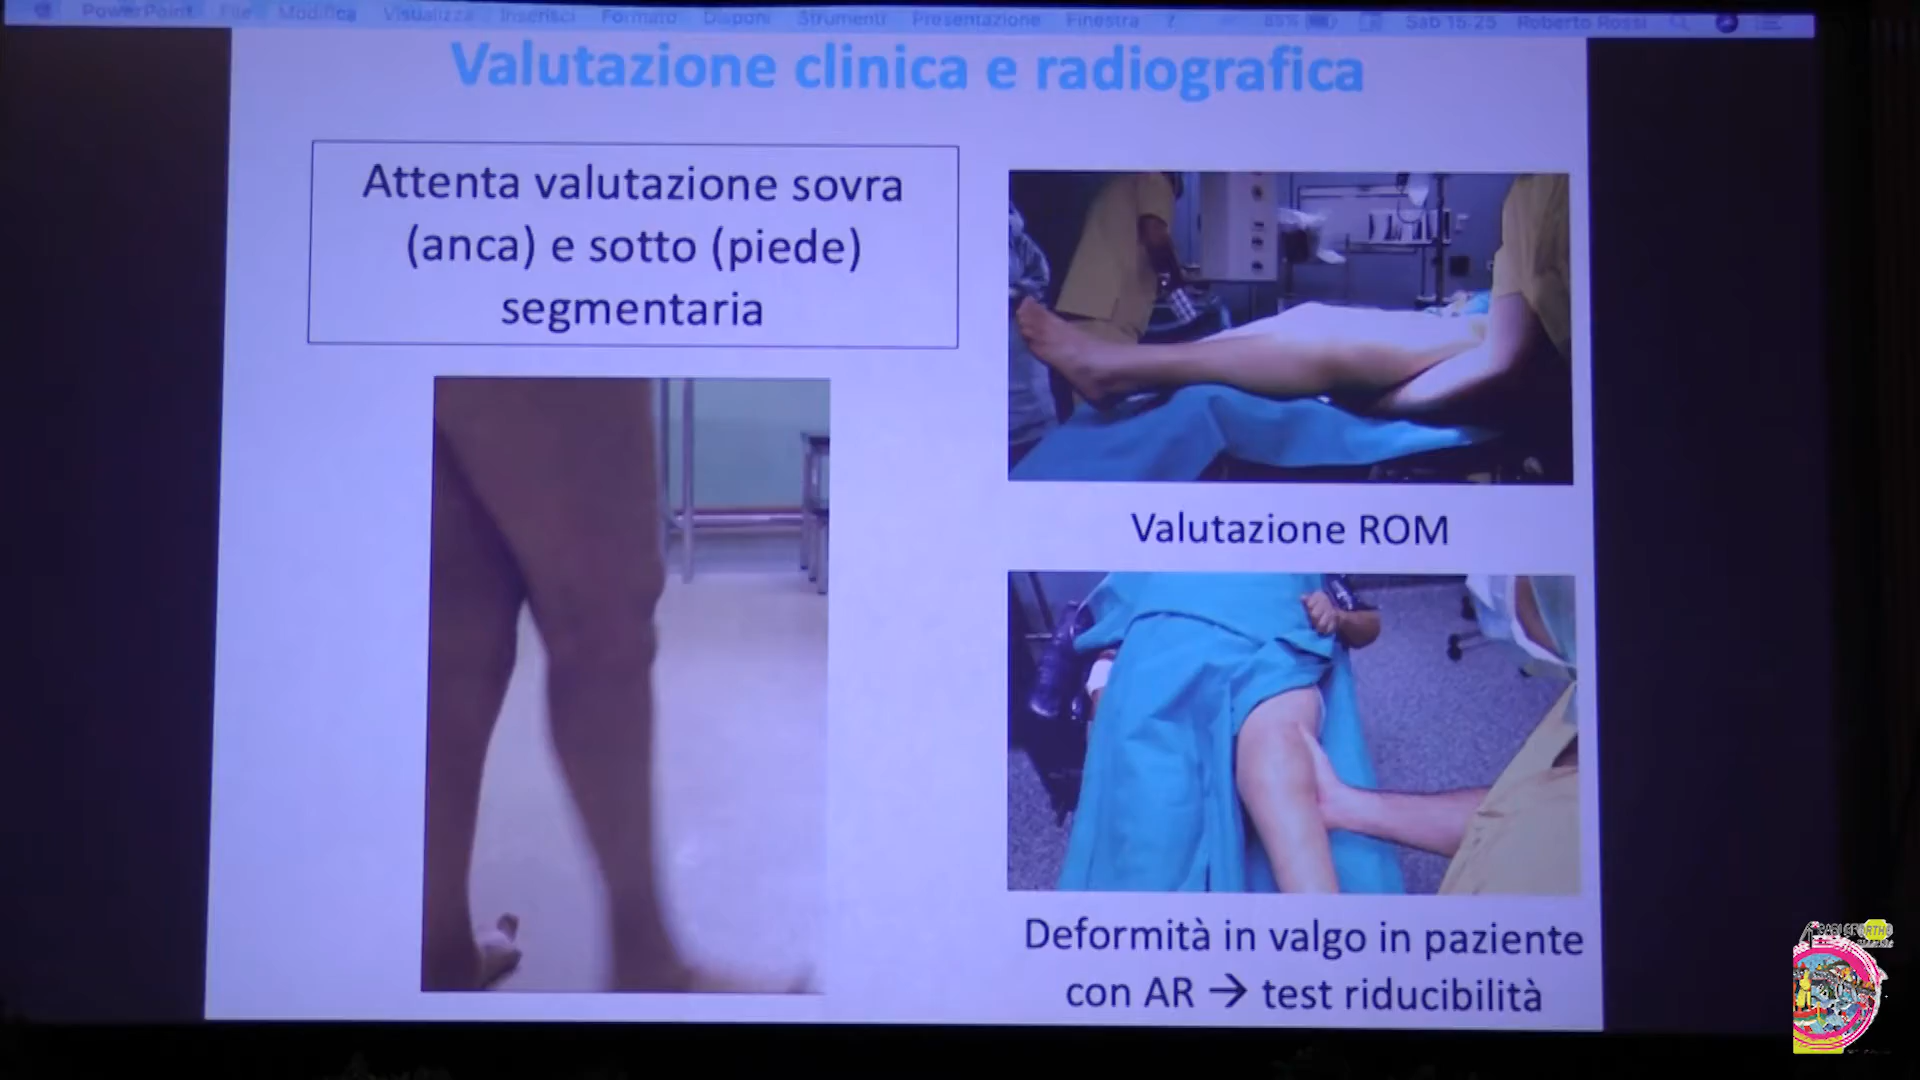 PowerPoint File Modifica Visualizza Inserisci Formato Disponi Strumenti Presentazione Finestra ? 85% Sab 15:25 Roberto Rossi
Valutazione clinica e radiografica
Attenta valutazione sovra
(anca) e sotto (piede)
segmentaria
Valutazione ROM
Deformità in valgo in paziente
con AR → test riducibilità